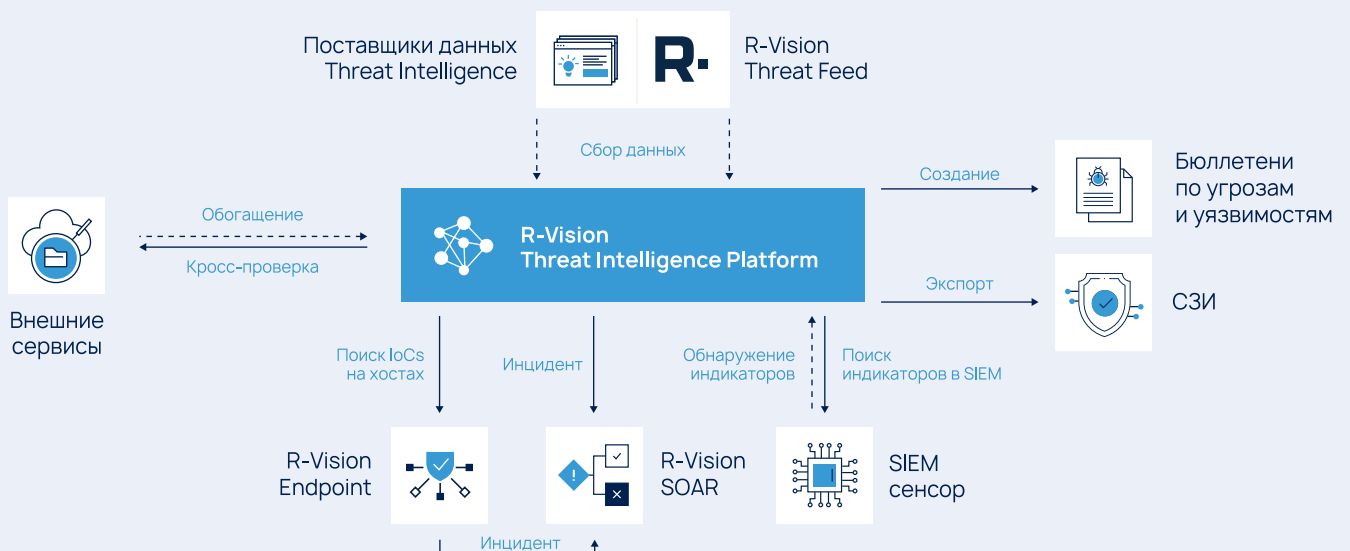 Поставщики данных
Threat Intelligence
R·
R-Vision
Threat Feed
Сбор данных
Создание
Бюллетени
по угрозам
и уязвимостям
Обогащение
Кросс-проверка
R-Vision
Threat Intelligence Platform
Экспорт
СЗИ
Внешние
сервисы
Поиск IoCs
на хостах
Инцидент
Обнаружение
индикаторов
Поиск
индикаторов в SIEM
R-Vision
Endpoint
R-Vision
SOAR
SIEM
сенсор
Инцидент